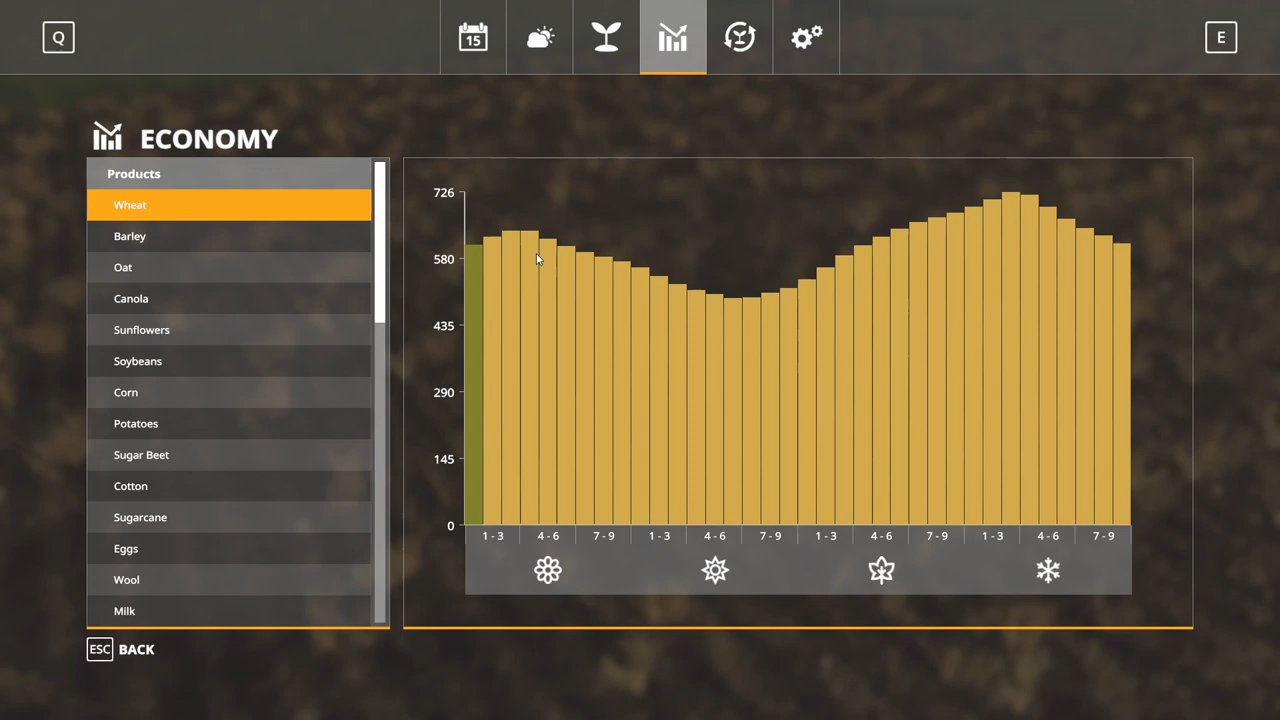 Q
15
E
ECONOMY
Products
Wheat
Barley
Oat
Canola
Sunflowers
Soybeans
Corn
Potatoes
Sugar Beet
Cotton
Sugarcane
Eggs
Wool
Milk
726
580
435
290
145
0
1 - 3 4 - 6 7 - 9 1 - 3 4 - 6 7 - 9 1 - 3 4 - 6 7 - 9 1 - 3 4 - 6 7 - 9
ESC BACK